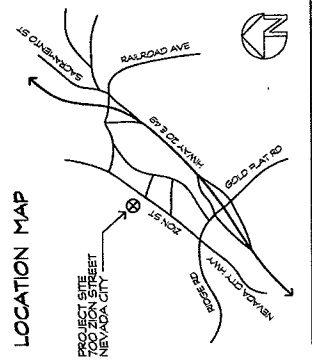 LOCATION MAP
SACRAMENTO ST
RAILROAD AVE
HWAY 20 & 49
GOLD FLAT RD
PROJECT SITE
700 ZION STREET
NEVADA CITY
ZION ST
RIDGE RD
NEVADA CITY HWY
N